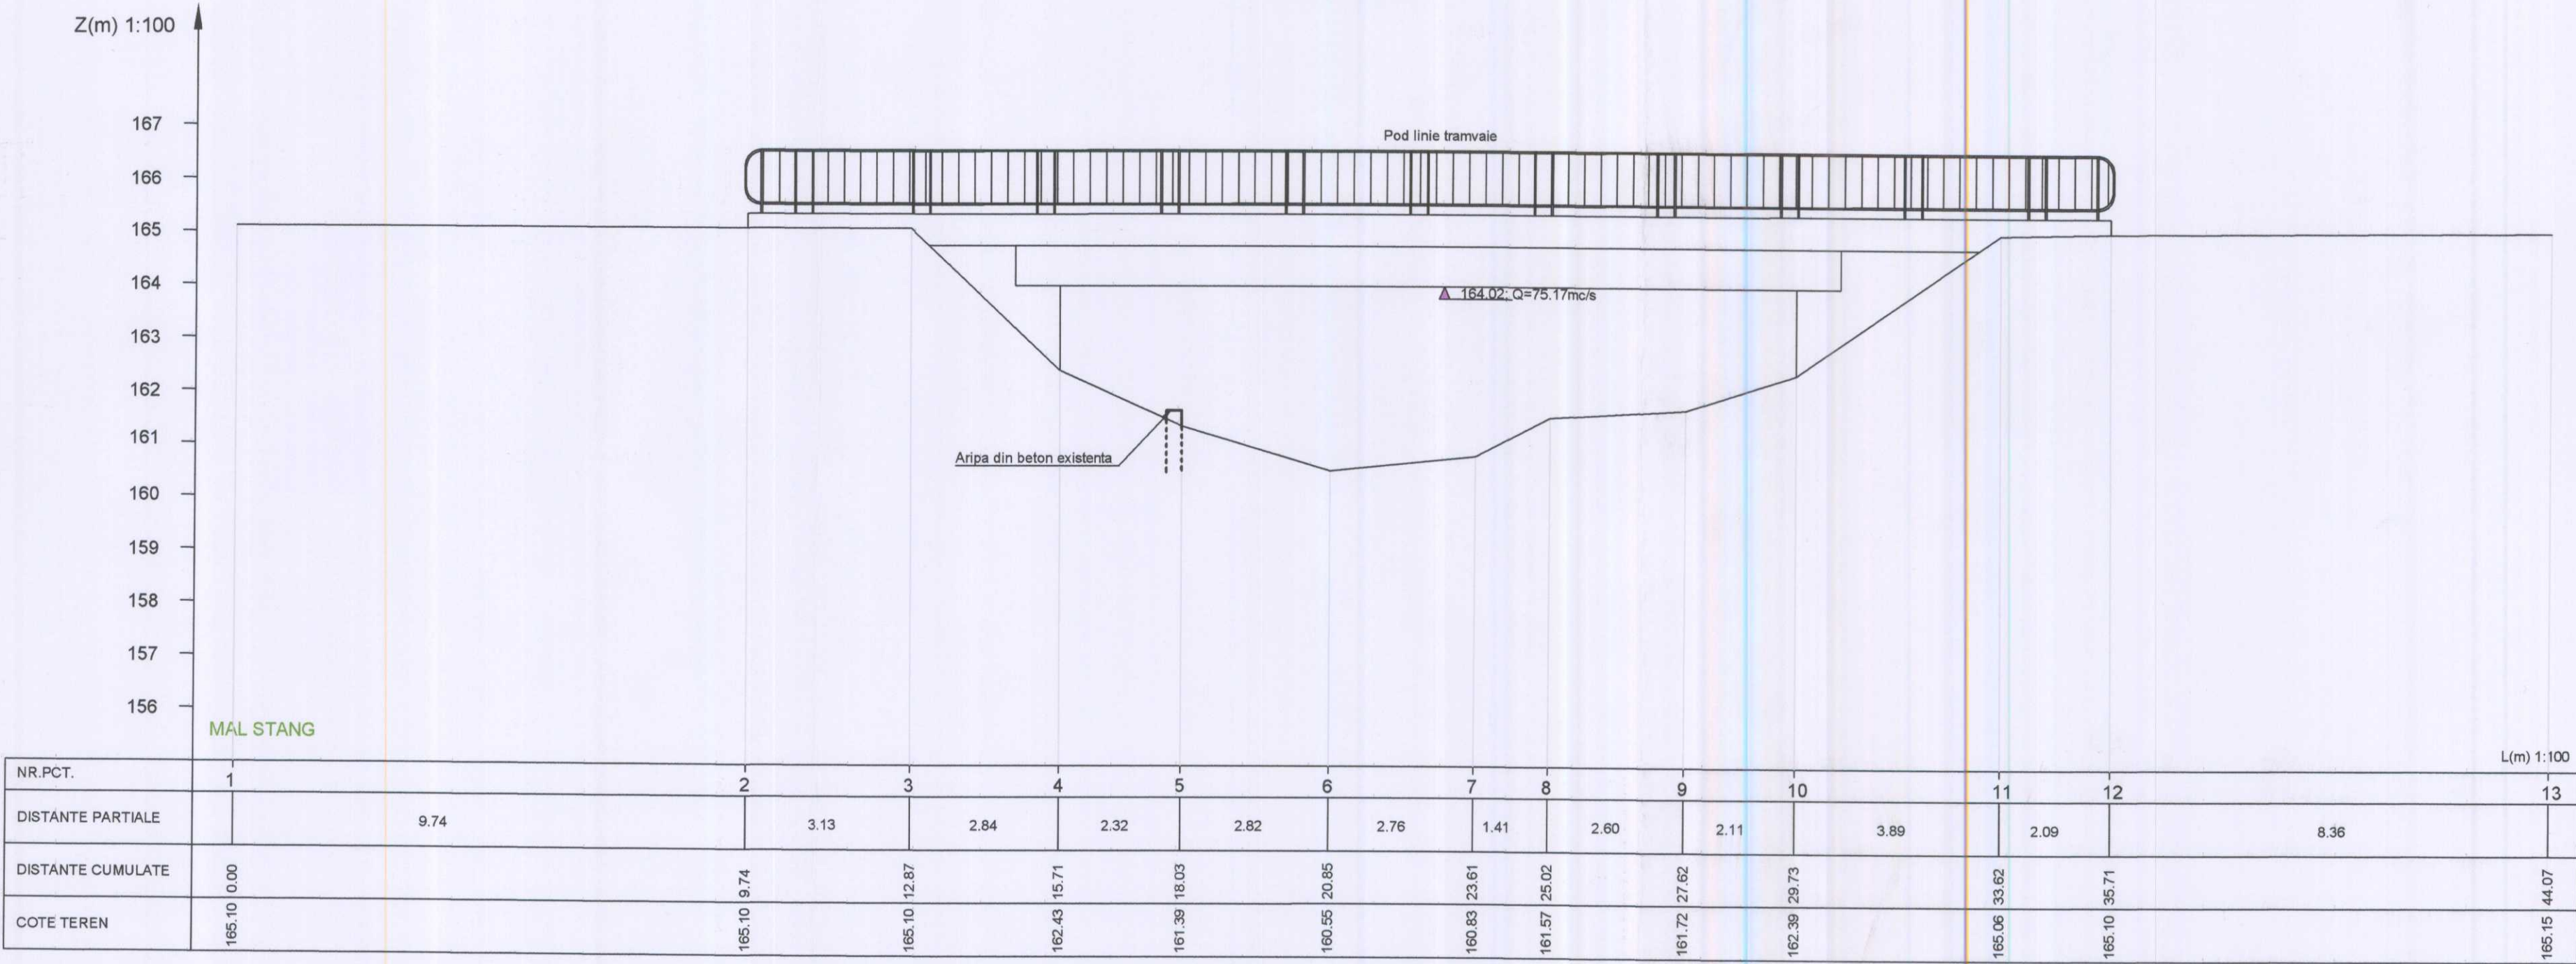 Z(m) 1:100
167
166
165
164
163
162
161
160
159
158
157
156
Pod linie tramvaie
164.02; Q=75.17mc/s
Aripa din beton existenta
MAL STANG
L(m) 1:100
NR.PCT. 1 2 3 4 5 6 7 8 9 10 11 12 13
DISTANTE PARTIALE 9.74 3.13 2.84 2.32 2.82 2.76 1.41 2.60 2.11 3.89 2.09 8.36
DISTANTE CUMULATE 0.00 9.74 12.87 15.71 18.03 20.85 23.61 25.02 27.62 29.73 33.62 35.71 44.07
COTE TEREN 165.10 165.10 165.10 162.43 161.39 160.55 160.83 161.57 161.72 162.39 165.06 165.10 165.15